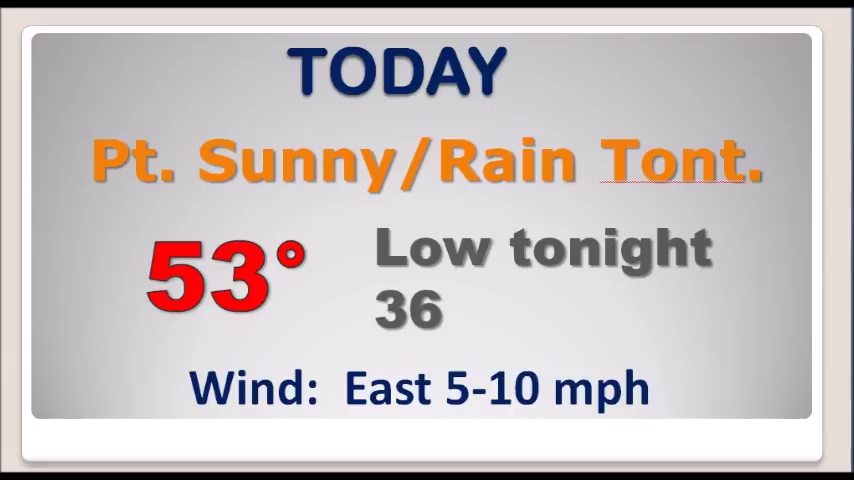 TODAY
Pt. Sunny/Rain Tont.
53°
Low tonight
36
Wind: East 5-10 mph